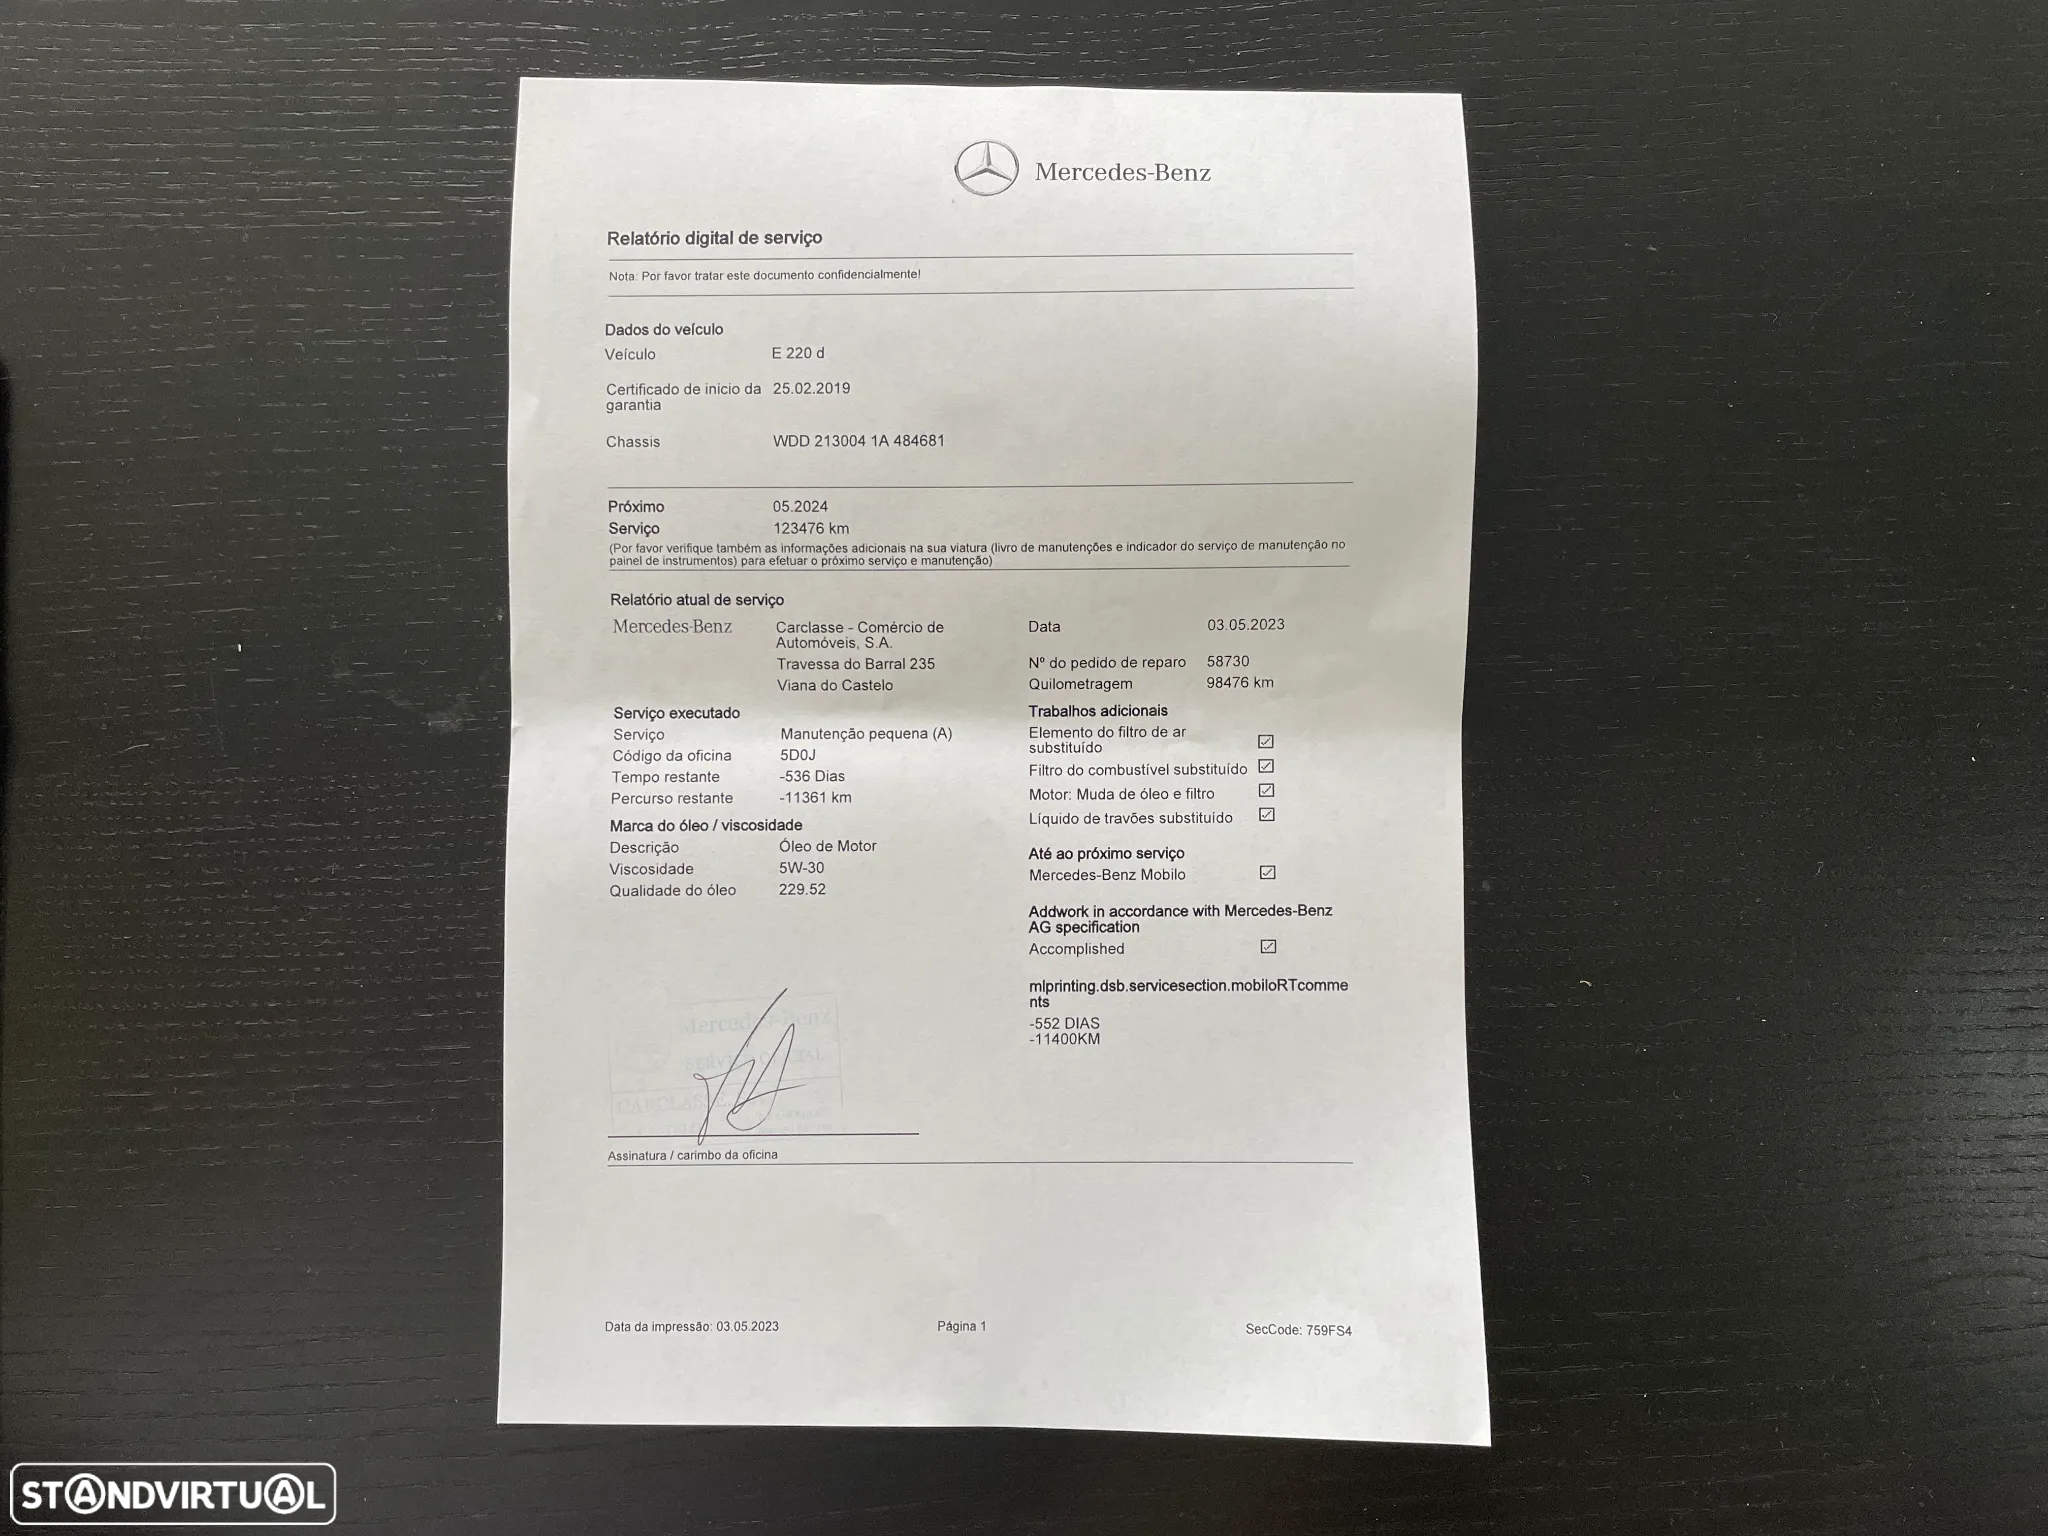 Mercedes-Benz
Relatório digital de serviço
Nota: Por favor tratar este documento confidencialmente!
Dados do veículo
Veículo E 220 d
Certificado de inicio da 25.02.2019
garantia
Chassis WDD 213004 1A 484681
Próximo 05.2024
Serviço 123476 km
(Por favor verifique também as informações adicionais na sua viatura (livro de manutenções e indicador do serviço de manutenção no
painel de instrumentos) para efetuar o próximo serviço e manutenção)
Relatório atual de serviço
Mercedes-Benz
Carclasse - Comércio de
Automóveis, S.A.
Travessa do Barral 235
Viana do Castelo
Data 03.05.2023
Nº do pedido de reparo 58730
Quilometragem 98476 km
Serviço executado
Serviço Manutenção pequena (A)
Código da oficina 5D0J
Tempo restante -536 Dias
Percurso restante -11361 km
Marca do óleo / viscosidade
Descrição Óleo de Motor
Viscosidade 5W-30
Qualidade do óleo 229.52
Trabalhos adicionais
Elemento do filtro de ar
substituído
Filtro do combustível substituído
Motor: Muda de óleo e filtro
Líquido de travões substituído
Até ao próximo serviço
Mercedes-Benz Mobilo
Addwork in accordance with Mercedes-Benz
AG specification
Accomplished
mlprinting.dsb.servicesection.mobiloRTcomme
nts
-552 DIAS
-11400KM
Mercedes-Benz
CARCLASSE
Assinatura / carimbo da oficina
Data da impressão: 03.05.2023
Página 1
SecCode: 759FS4
STANDVIRTUAL